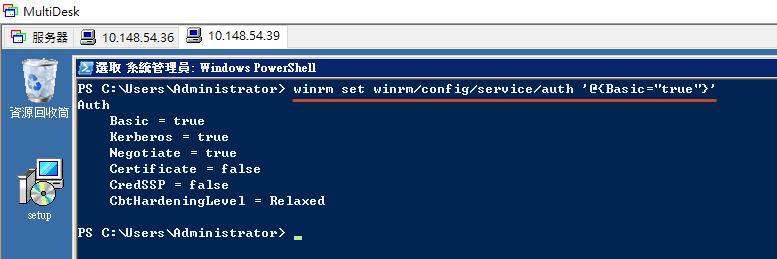 MultiDesk
服务器
10.148.54.36
10.148.54.39
資源回收筒
setup
選取 系統管理員: Windows PowerShell
PS C:\Users\Administrator> winrm set winrm/config/service/auth '@{Basic="true"}'
Auth
    Basic = true
    Kerberos = true
    Negotiate = true
    Certificate = false
    CredSSP = false
    CbtHardeningLevel = Relaxed
PS C:\Users\Administrator>